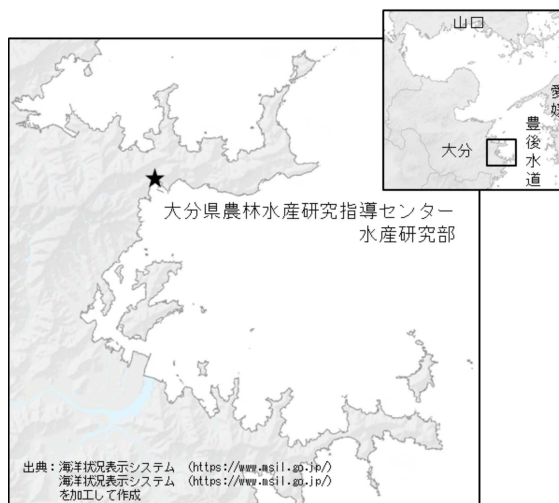 山口
愛媛
豊後水道
大分
大分県農林水産研究指導センター
水産研究部
出典：海洋状況表示システム （https://www.msil.go.jp/）
海洋状況表示システム （https://www.msil.go.jp/）
を加工して作成